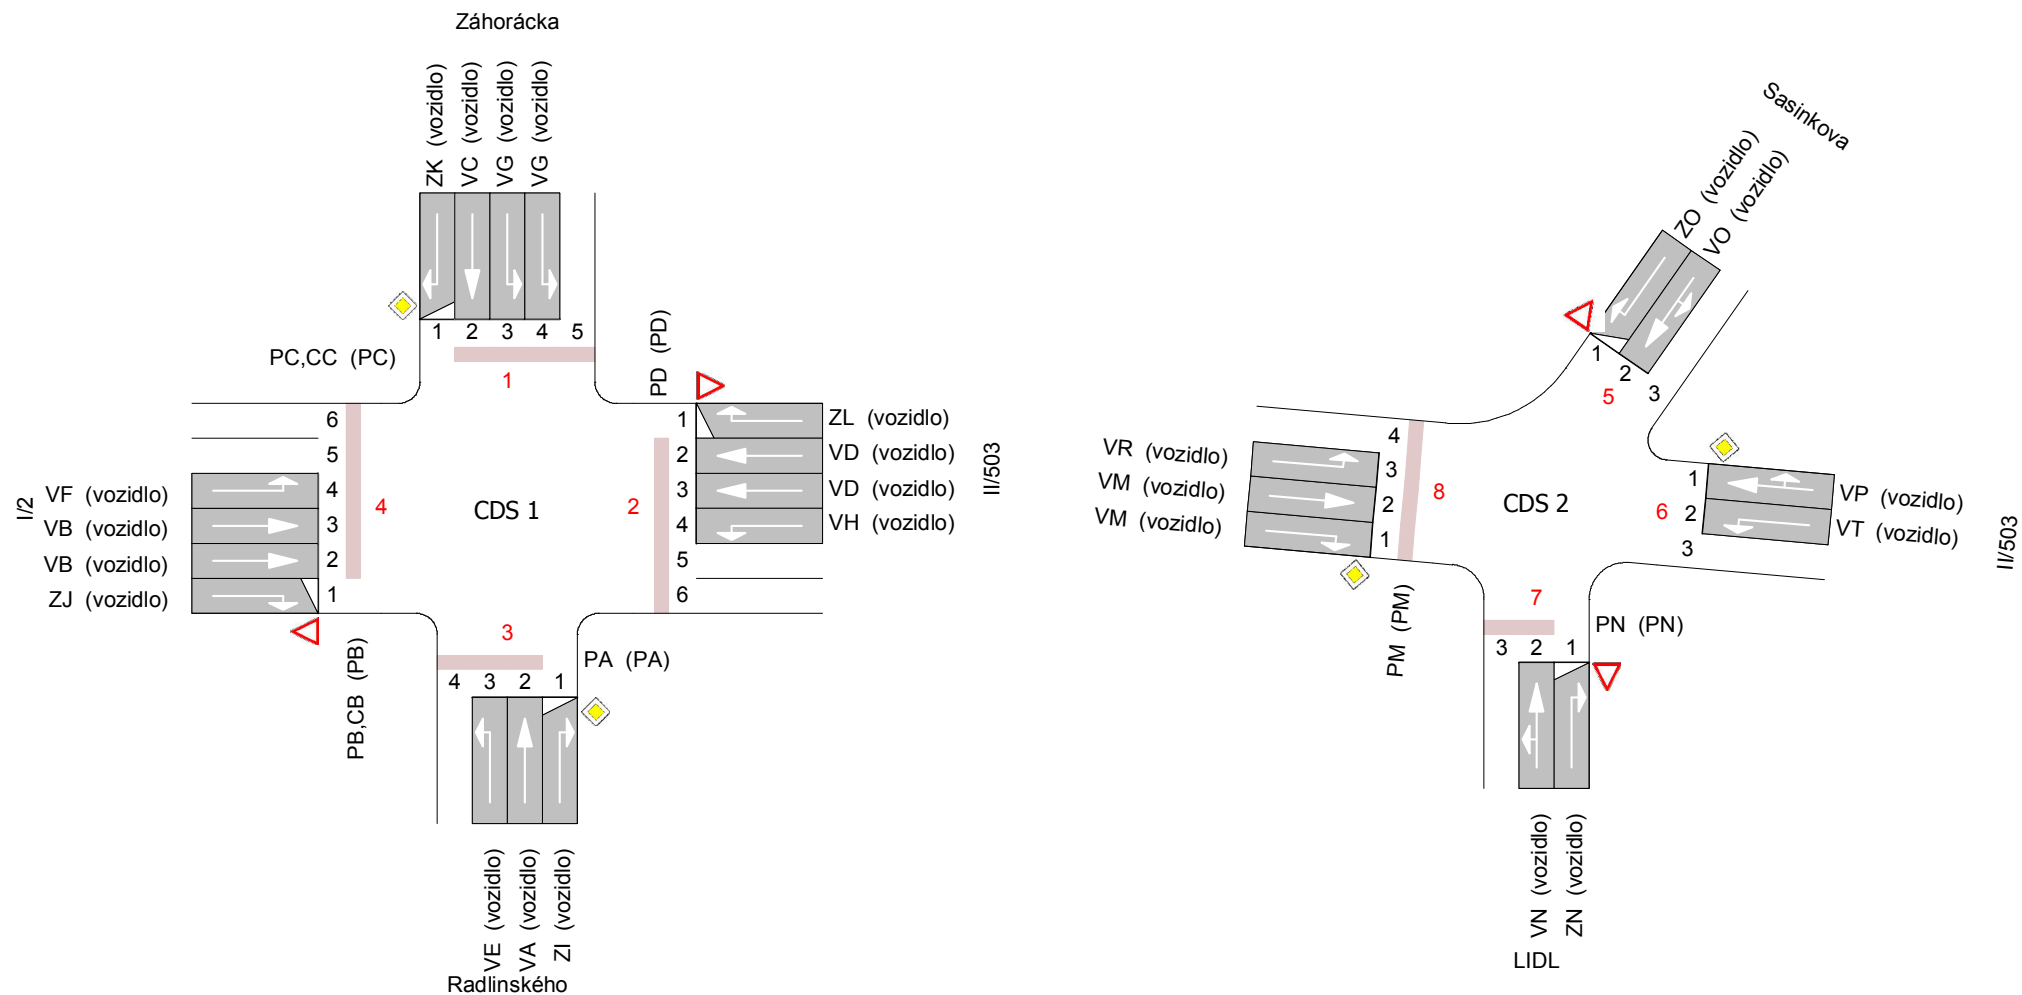 Záhorácka
ZK (vozidlo)
VC (vozidlo)
VG (vozidlo)
VG (vozidlo)
1 2 3 4 5
PC,CC (PC)
1
PD (PD)
6
5
4
3
2
1
VF (vozidlo)
VB (vozidlo)
VB (vozidlo)
ZJ (vozidlo)
I/2
4
CDS 1
2
1
2
3
4
5
6
ZL (vozidlo)
VD (vozidlo)
VD (vozidlo)
VH (vozidlo)
II/503
PB,CB (PB)
3
PA (PA)
4 3 2 1
VE (vozidlo)
VA (vozidlo)
ZI (vozidlo)
Radlinského
Sasinkova
ZO (vozidlo)
VO (vozidlo)
1
2
3
5
4
3
2
1
VR (vozidlo)
VM (vozidlo)
VM (vozidlo)
8
CDS 2
6
1
2
3
VP (vozidlo)
VT (vozidlo)
II/503
PM (PM)
7
PN (PN)
3 2 1
VN (vozidlo)
ZN (vozidlo)
LIDL